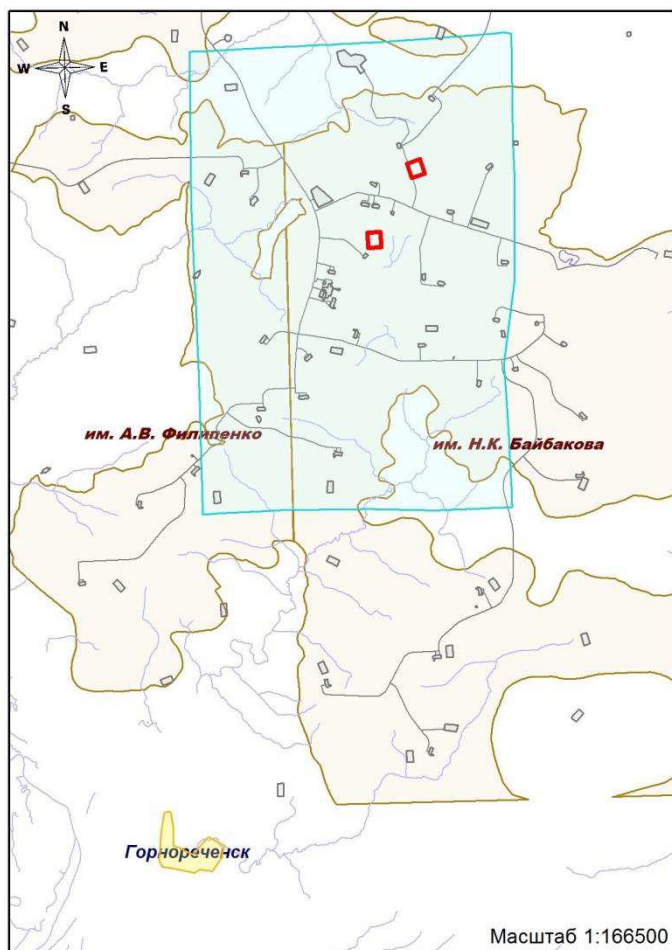 N
W E
S
им. А.В. Филипенко
им. Н.К. Байбакова
Горнореченск
Масштаб 1:166500